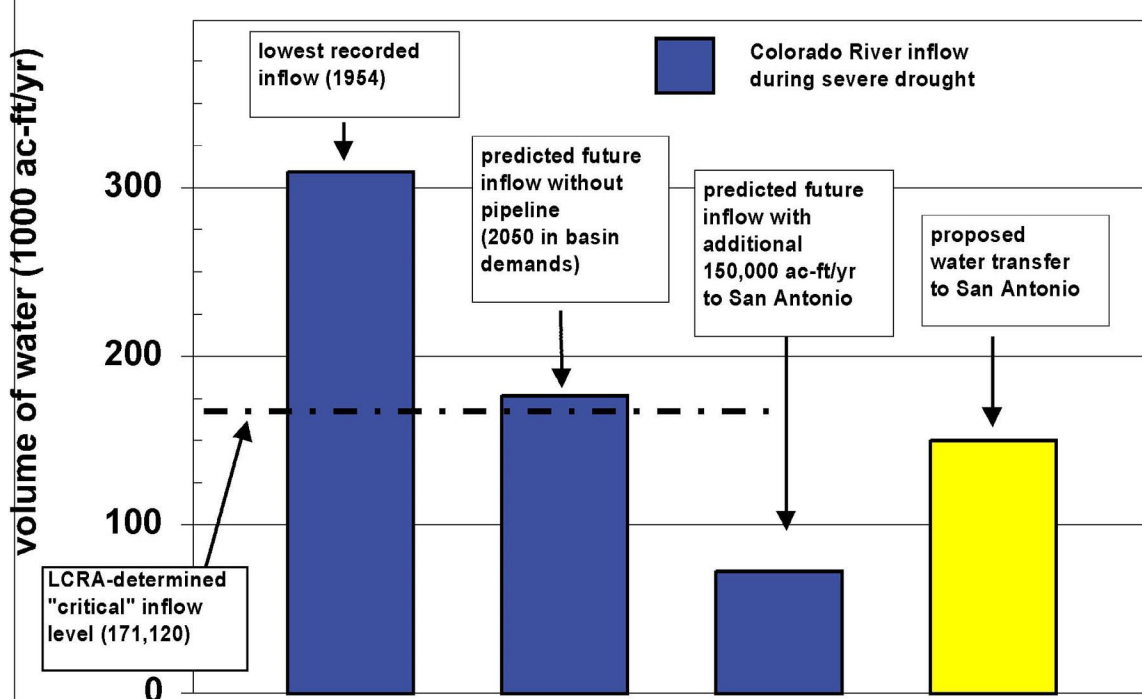 volume of water (1000 ac-ft/yr)
300
200
100
0
lowest recorded
inflow (1954)
Colorado River inflow
during severe drought
predicted future
inflow without
pipeline
(2050 in basin
demands)
predicted future
inflow with
additional
150,000 ac-ft/yr
to San Antonio
proposed
water transfer
to San Antonio
LCRA-determined
"critical" inflow
level (171,120)